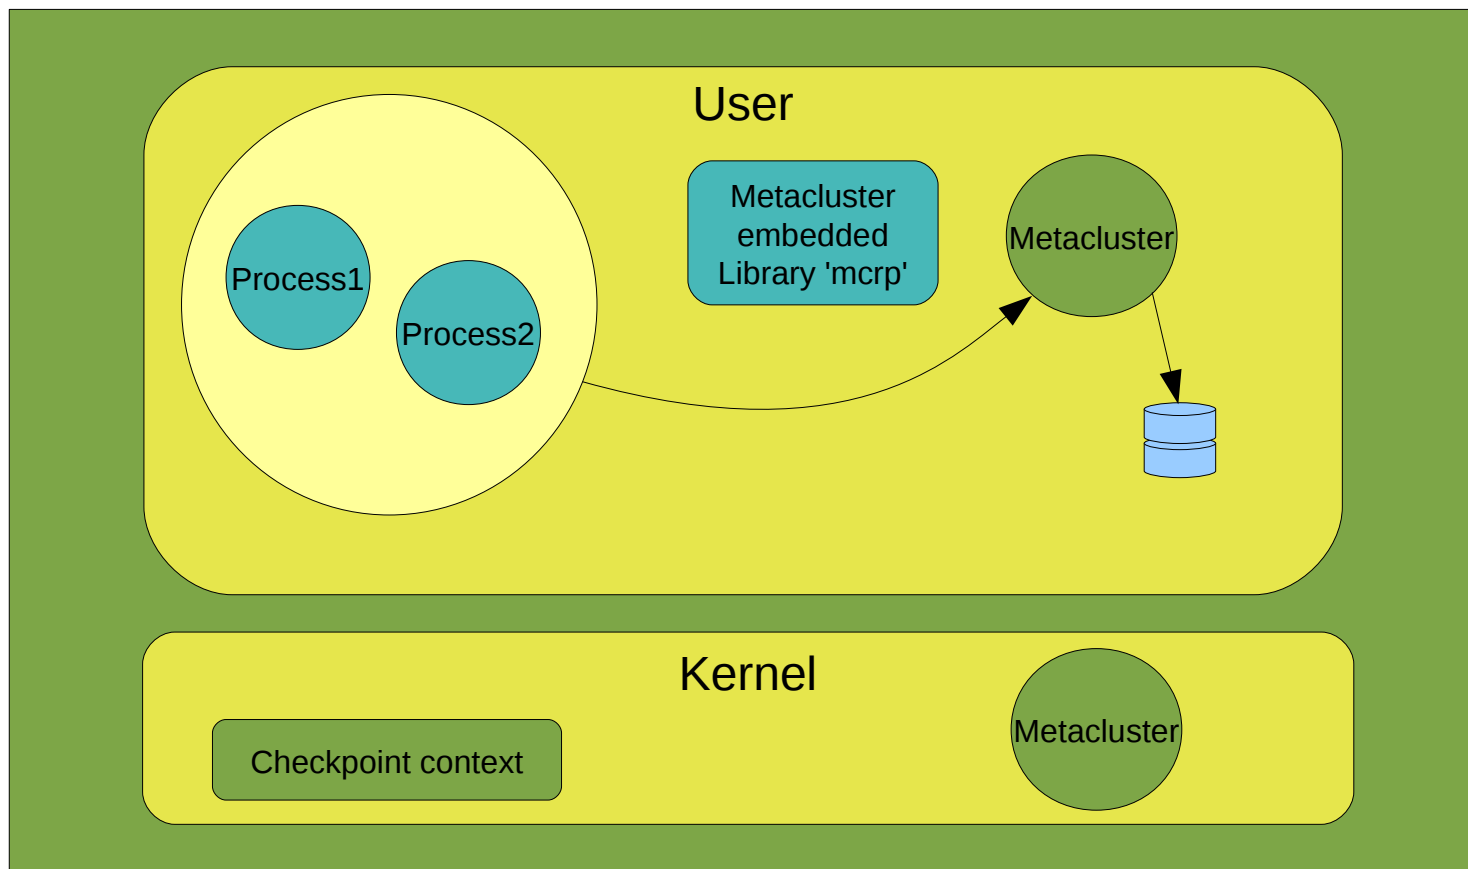 User
Process1
Process2
Metacluster
embedded
Library 'mcrp'
Metacluster
Kernel
Checkpoint context
Metacluster